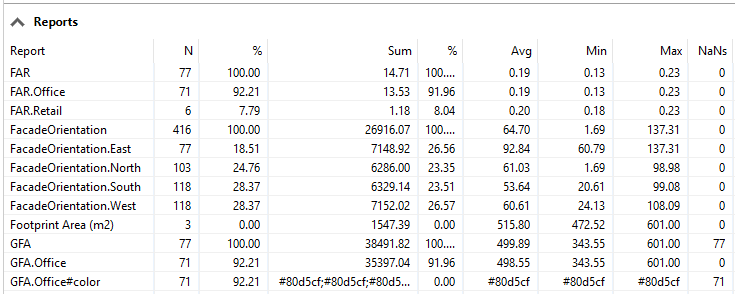 Reports
Report N % Sum % Avg Min Max NaNs
FAR 77 100.00 14.71 100.... 0.19 0.13 0.23 0
FAR.Office 71 92.21 13.53 91.96 0.19 0.13 0.23 0
FAR.Retail 6 7.79 1.18 8.04 0.20 0.18 0.23 0
FacadeOrientation 416 100.00 26916.07 100.... 64.70 1.69 137.31 0
FacadeOrientation.East 77 18.51 7148.92 26.56 92.84 60.79 137.31 0
FacadeOrientation.North 103 24.76 6286.00 23.35 61.03 1.69 98.98 0
FacadeOrientation.South 118 28.37 6329.14 23.51 53.64 20.61 99.08 0
FacadeOrientation.West 118 28.37 7152.02 26.57 60.61 24.13 108.09 0
Footprint Area (m2) 3 0.00 1547.39 0.00 515.80 472.52 601.00 0
GFA 77 100.00 38491.82 100.... 499.89 343.55 601.00 77
GFA.Office 71 92.21 35397.04 91.96 498.55 343.55 601.00 0
GFA.Office#color 71 92.21 #80d5cf;#80d5cf;#80d5... 0.00 #80d5cf #80d5cf #80d5cf 71